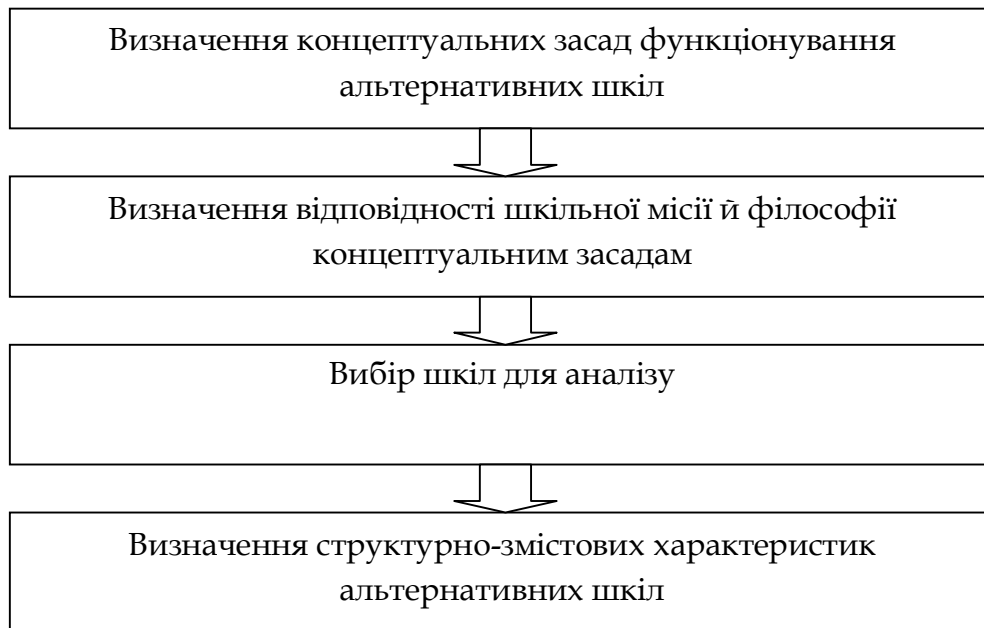 Визначення концептуальних засад функціонування
альтернативних шкіл
Визначення відповідності шкільної місії й філософії
концептуальним засадам
Вибір шкіл для аналізу
Визначення структурно-змістових характеристик
альтернативних шкіл